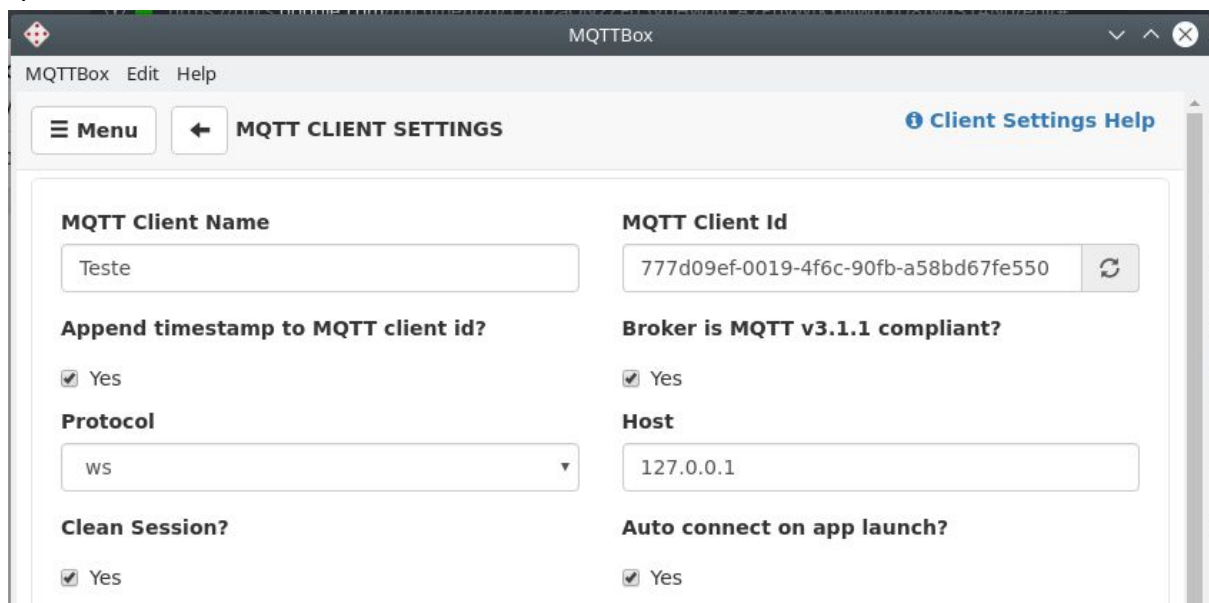 MQTTBox
MQTTBox Edit Help
Menu MQTT CLIENT SETTINGS Client Settings Help
MQTT Client Name MQTT Client Id
Teste 777d09ef-0019-4f6c-90fb-a58bd67fe550
Append timestamp to MQTT client id? Broker is MQTT v3.1.1 compliant?
Yes Yes
Protocol Host
ws 127.0.0.1
Clean Session? Auto connect on app launch?
Yes Yes